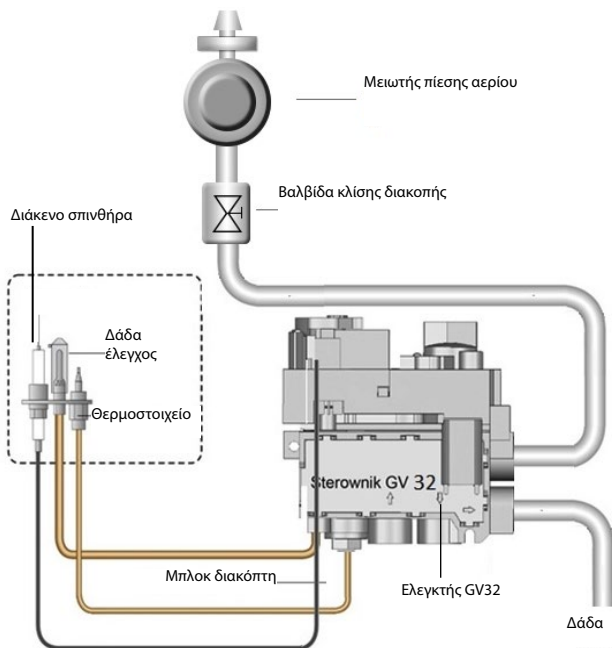 Μειωτής πίεσης αερίου
Βαλβίδα κλίσης διακοπής
Διάκενο σπινθήρα
Δάδα
έλεγχος
Θερμοστοιχείο
Sterownik GV 32
Μπλοκ διακόπτη
Ελεγκτής GV32
Δάδα